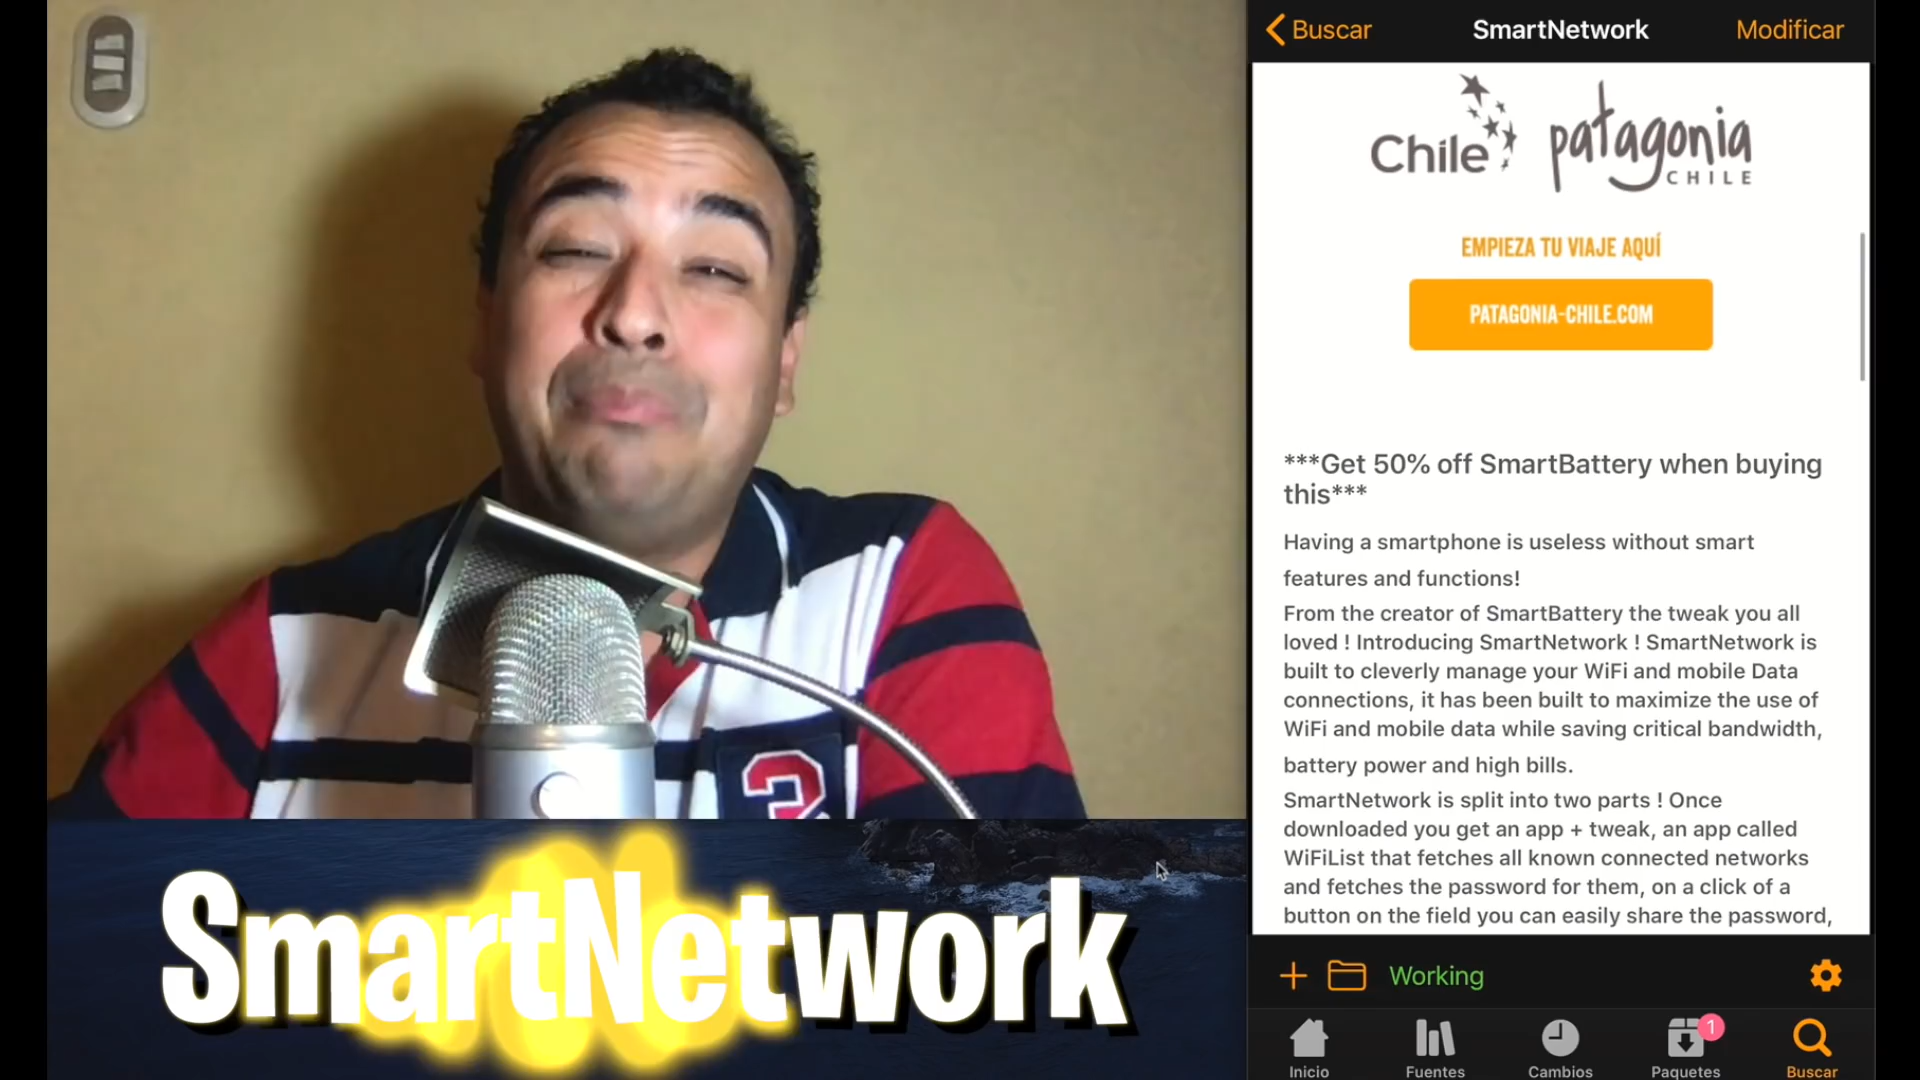 Buscar
SmartNetwork
Modificar
Chile
patagonia
CHILE
EMPIEZA TU VIAJE AQUÍ
PATAGONIA-CHILE.COM
***Get 50% off SmartBattery when buying
this***
Having a smartphone is useless without smart
features and functions!
From the creator of SmartBattery the tweak you all
loved ! Introducing SmartNetwork ! SmartNetwork is
built to cleverly manage your WiFi and mobile Data
connections, it has been built to maximize the use of
WiFi and mobile data while saving critical bandwidth,
battery power and high bills.
SmartNetwork is split into two parts ! Once
downloaded you get an app + tweak, an app called
WiFiList that fetches all known connected networks
and fetches the password for them, on a click of a
button on the field you can easily share the password,
Working
Inicio
Fuentes
Cambios
1
Paquetes
Buscar
2
SmartNetwork